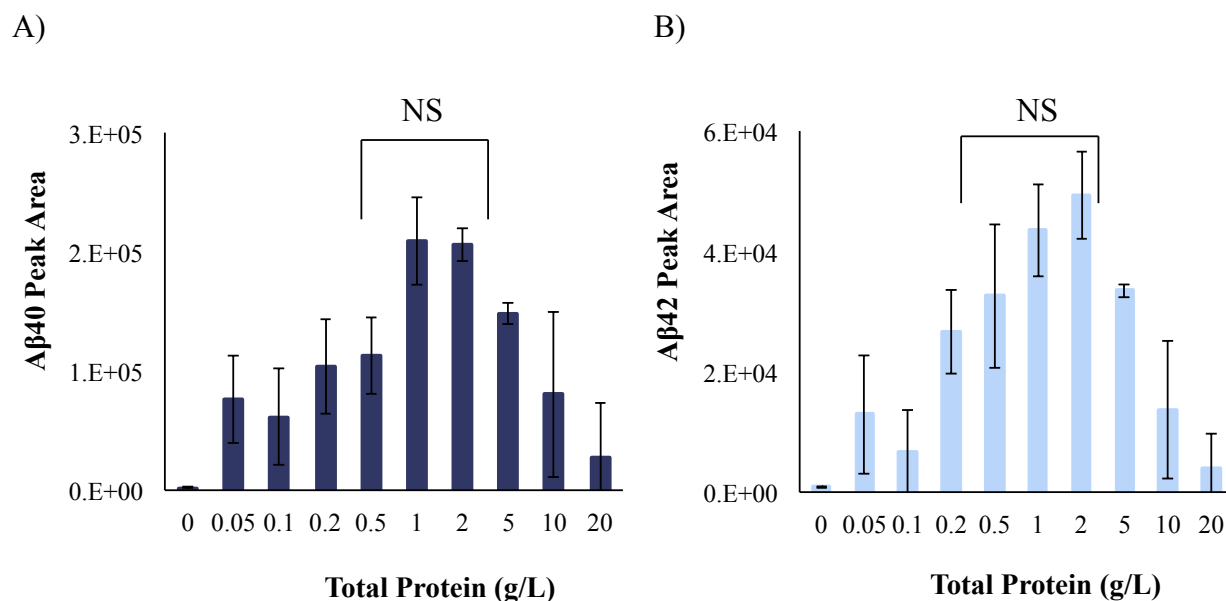 A)
NS
3.E+05
2.E+05
1.E+05
0.E+00
Aβ40 Peak Area
0 0.05 0.1 0.2 0.5 1 2 5 10 20
Total Protein (g/L)
B)
NS
6.E+04
4.E+04
2.E+04
0.E+00
Aβ42 Peak Area
0 0.05 0.1 0.2 0.5 1 2 5 10 20
Total Protein (g/L)